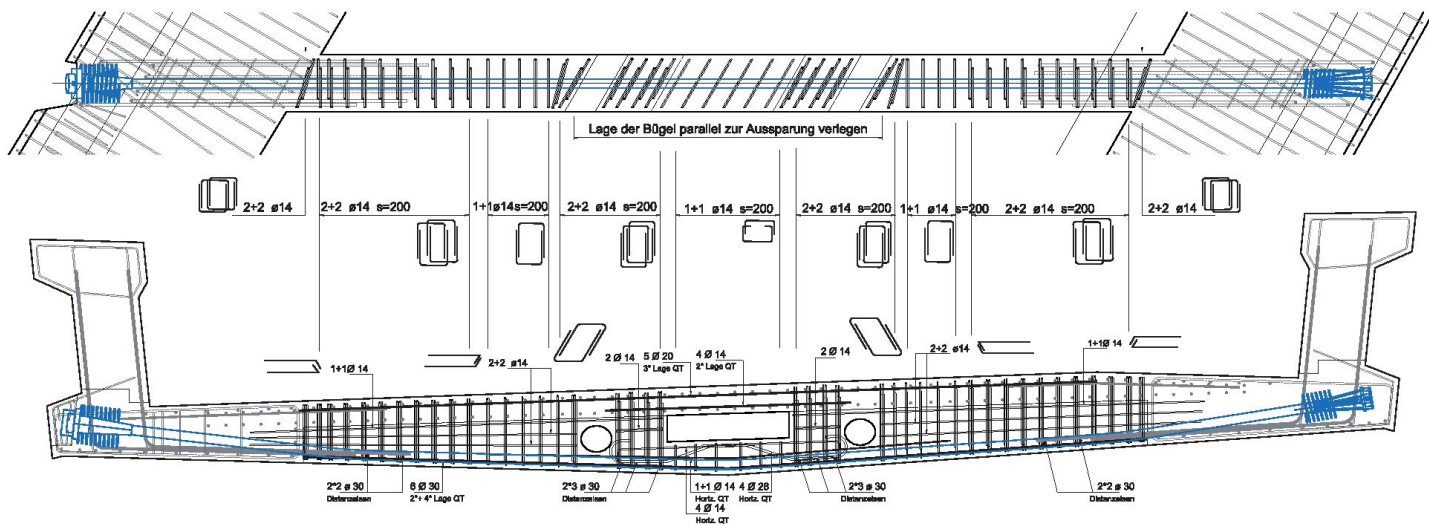 Lage der Bügel parallel zur Aussparung verlegen
2+2 ø14
2+2 ø14 s=200
1+1ø14s=200
2+2 ø14 s=200
1+1 ø14 s=200
2+2 ø14 s=200
1+1 ø14 s=200
2+2 ø14 s=200
2+2 ø14
1+1Ø 14
2+2 ø14
2 Ø 14
5 Ø 20
3° Lage QT
4 Ø 14
2° Lage QT
2 Ø 14
2+2 ø14
1+1Ø 14
2*2 ø 30
Distanzeisen
6 Ø 30
2°+ 4° Lage QT
2*3 ø 30
Distanzeisen
1+1 Ø 14
Horiz. QT
4 Ø 26
Horiz. QT
4 Ø 14
Horiz. QT
2*3 ø 30
Distanzeisen
2*2 ø 30
Distanzeisen